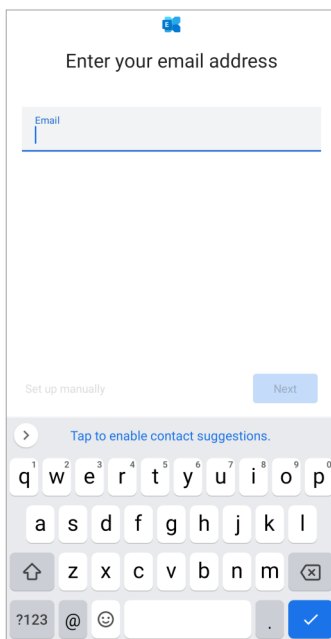 E
Enter your email address
Email
Set up manually
Next
Tap to enable contact suggestions.
1 2 3 4 5 6 7 8 9 0
q w e r t y u i o p
a s d f g h j k l
z x c v b n m
?123 @ .